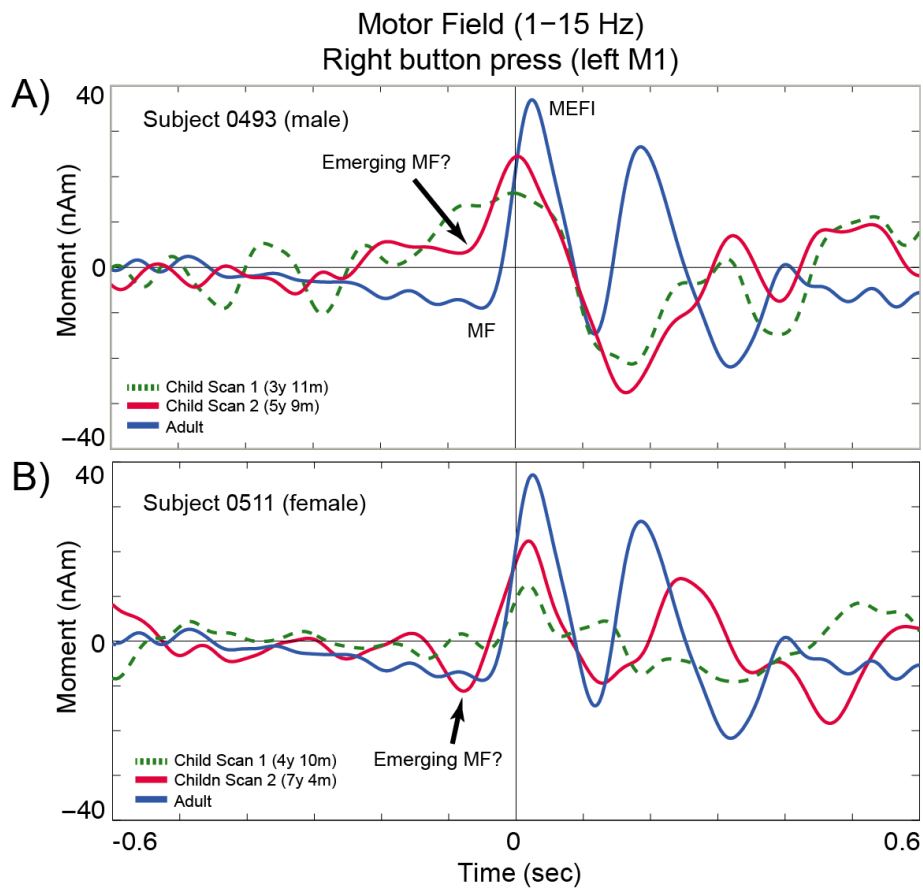 Motor Field (1−15 Hz)
Right button press (left M1)
A)
40
Subject 0493 (male)
MEFI
Emerging MF?
Moment (nAm)
0
MF
Child Scan 1 (3y 11m)
Child Scan 2 (5y 9m)
Adult
−40
B)
40
Subject 0511 (female)
Moment (nAm)
0
Emerging MF?
Child Scan 1 (4y 10m)
Childn Scan 2 (7y 4m)
Adult
−40
-0.6
0
0.6
Time (sec)